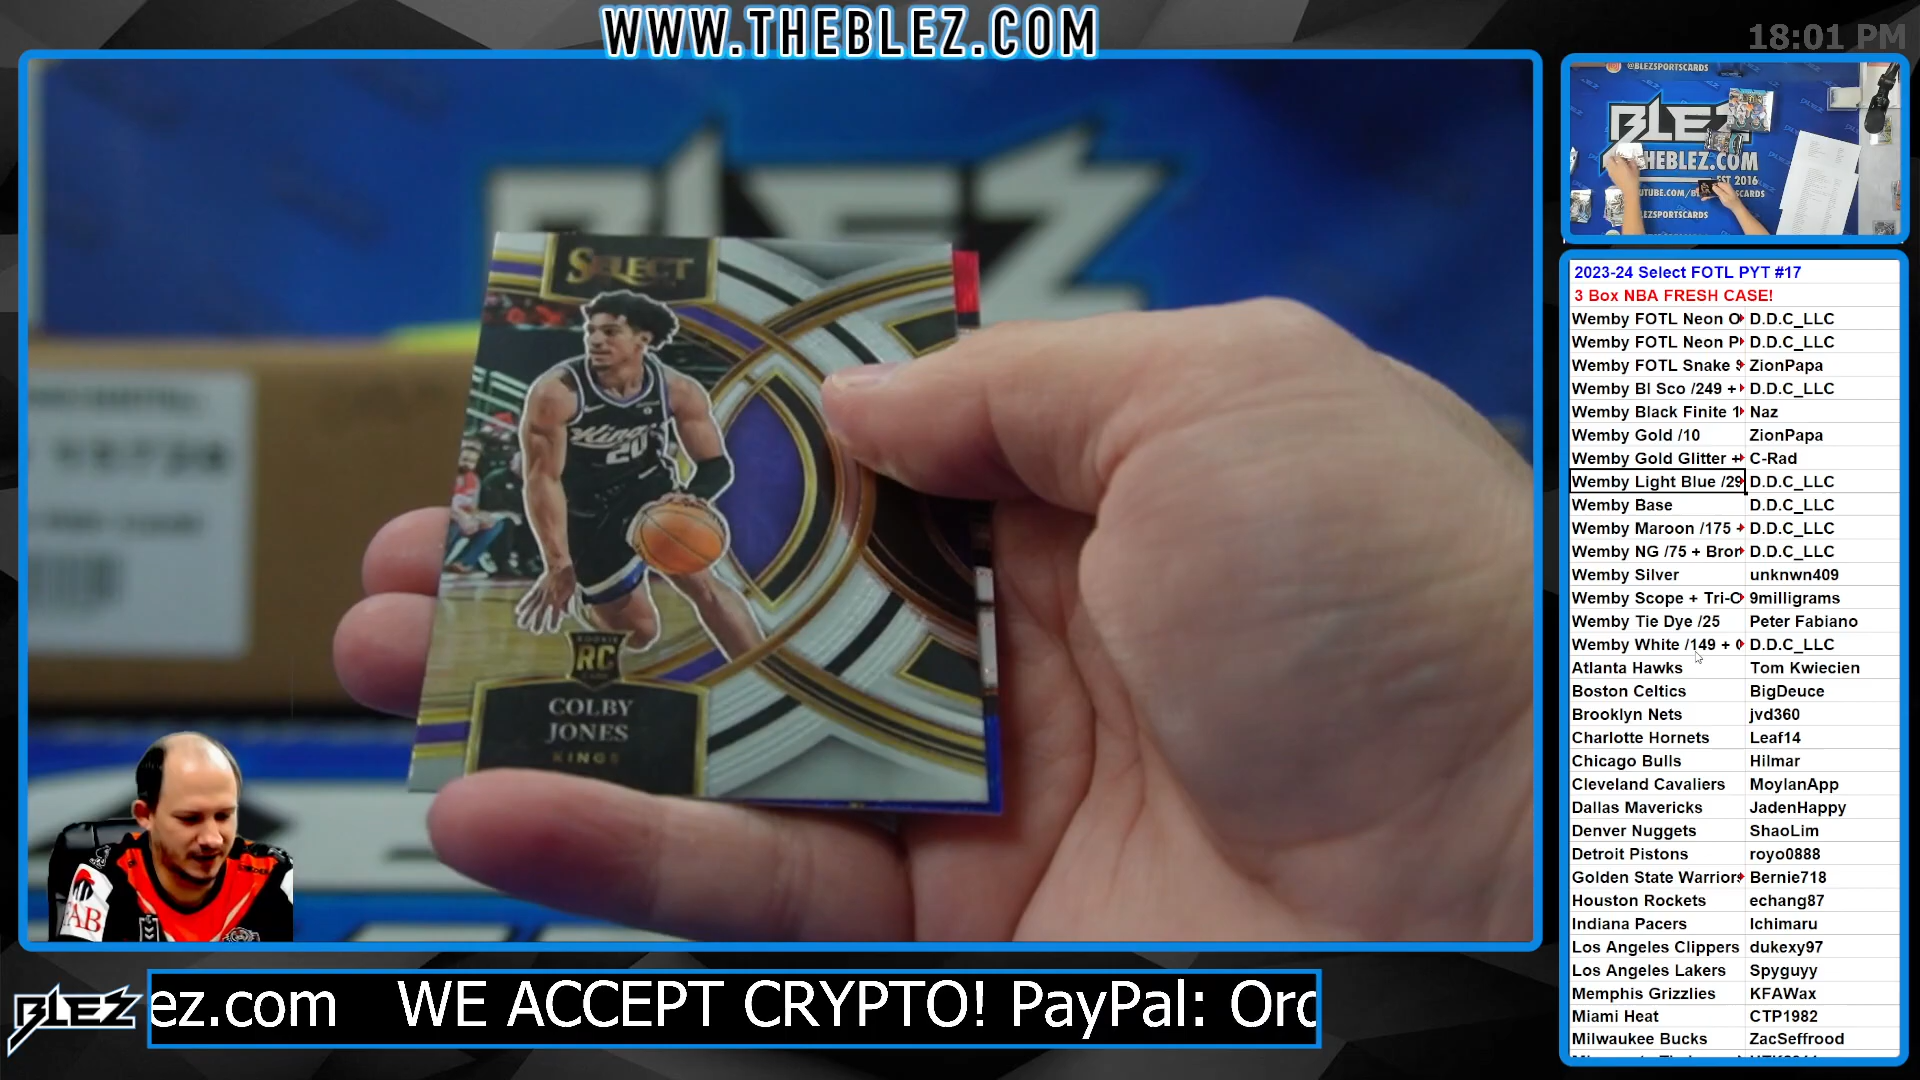 WWW.THEBLEZ.COM
18:01 PM
@BLEZSPORTSCARDS
BLEZ
THEBLEZ.COM
EST 2016
BLEZ
SELECT
Kings
20
ROOKIE
RC
COLBY
JONES
KINGS
FAB
2023-24 Select FOTL PYT #17
3 Box NBA FRESH CASE!
Wemby FOTL Neon O D.D.C_LLC
Wemby FOTL Neon P D.D.C_LLC
Wemby FOTL Snake S ZionPapa
Wemby Bl Sco /249 + D.D.C_LLC
Wemby Black Finite 1 Naz
Wemby Gold /10 ZionPapa
Wemby Gold Glitter + C-Rad
Wemby Light Blue /29 D.D.C_LLC
Wemby Base D.D.C_LLC
Wemby Maroon /175 + D.D.C_LLC
Wemby NG /75 + Bron D.D.C_LLC
Wemby Silver unknwn409
Wemby Scope + Tri-C 9milligrams
Wemby Tie Dye /25 Peter Fabiano
Wemby White /149 + D.D.C_LLC
Atlanta Hawks Tom Kwiecien
Boston Celtics BigDeuce
Brooklyn Nets jvd360
Charlotte Hornets Leaf14
Chicago Bulls Hilmar
Cleveland Cavaliers MoylanApp
Dallas Mavericks JadenHappy
Denver Nuggets ShaoLim
Detroit Pistons royo0888
Golden State Warriors Bernie718
Houston Rockets echang87
Indiana Pacers Ichimaru
Los Angeles Clippers dukexy97
Los Angeles Lakers Spyguyy
Memphis Grizzlies KFAWax
Miami Heat CTP1982
Milwaukee Bucks ZacSeffrood
BLEZ
ez.com WE ACCEPT CRYPTO! PayPal: Orc